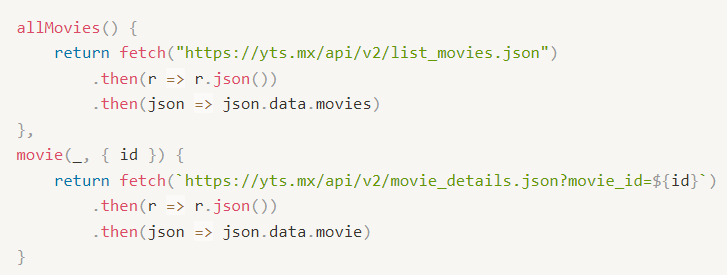 allMovies() {
    return fetch("https://yts.mx/api/v2/list_movies.json")
        .then(r => r.json())
        .then(json => json.data.movies)
},
movie(_, { id }) {
    return fetch(`https://yts.mx/api/v2/movie_details.json?movie_id=${id}`)
        .then(r => r.json())
        .then(json => json.data.movie)
}